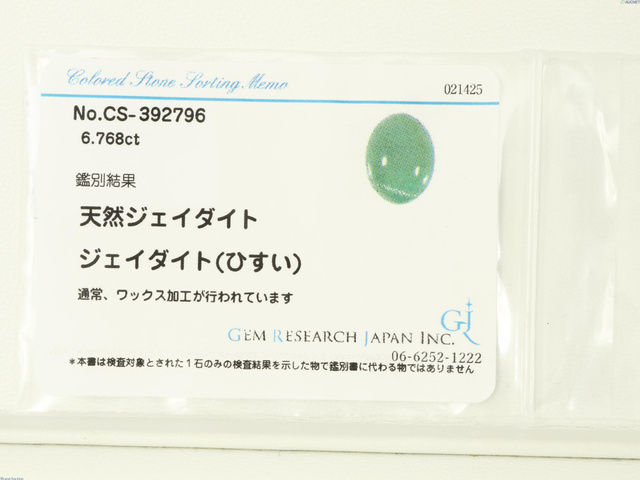 Colored Stone Sorting Memo
021425
No.CS-392796
6.768ct
鑑別結果
天然ジェイダイト
ジェイダイト(ひすい)
通常、ワックス加工が行われています
GEM RESEARCH JAPAN INC.
06-6252-1222
*本書は検査対象とされた1石のみの検査結果を示した物で鑑別書に代わる物ではありません